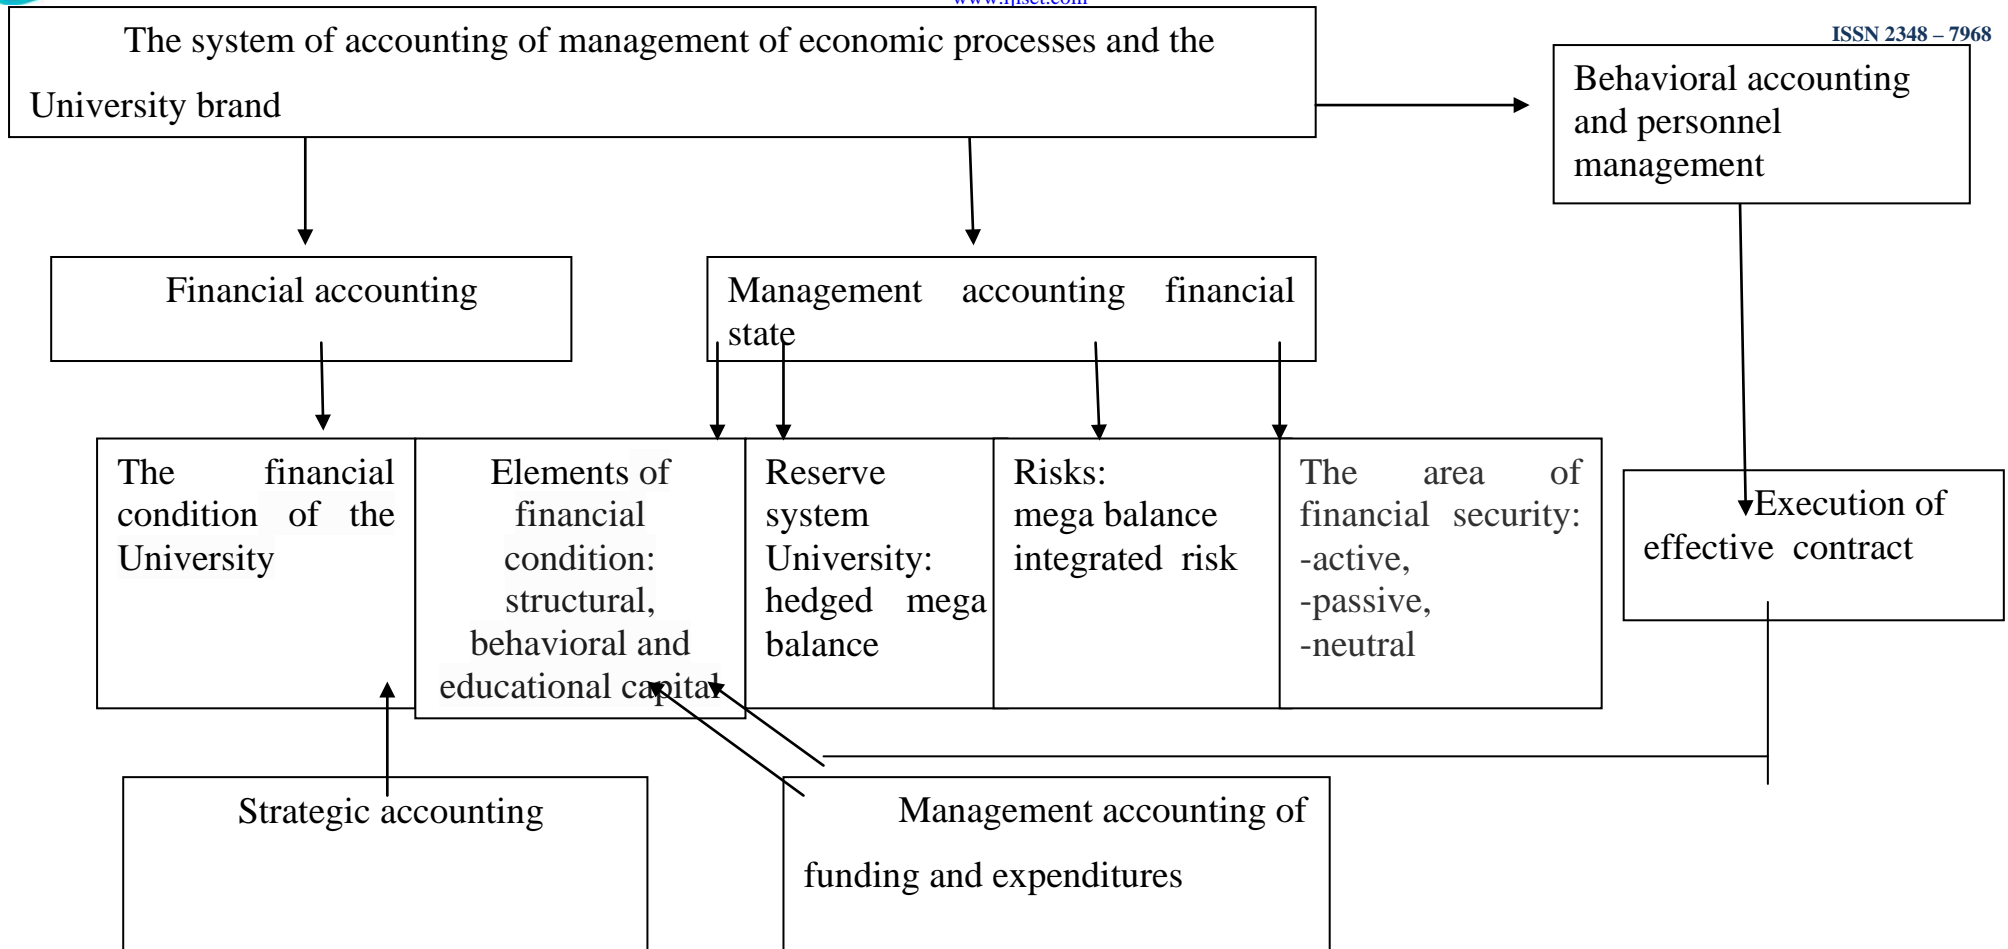 www.ijiset.com
ISSN 2348 – 7968
The system of accounting of management of economic processes and the
University brand
Behavioral accounting
and personnel
management
Financial accounting
Management accounting financial
state
The financial
condition of the
University
Elements of
financial
condition:
structural,
behavioral and
educational capital
Reserve
system
University:
hedged mega
balance
Risks:
mega balance
integrated risk
The area of
financial security:
-active,
-passive,
-neutral
Execution of
effective contract
Strategic accounting
Management accounting of
funding and expenditures